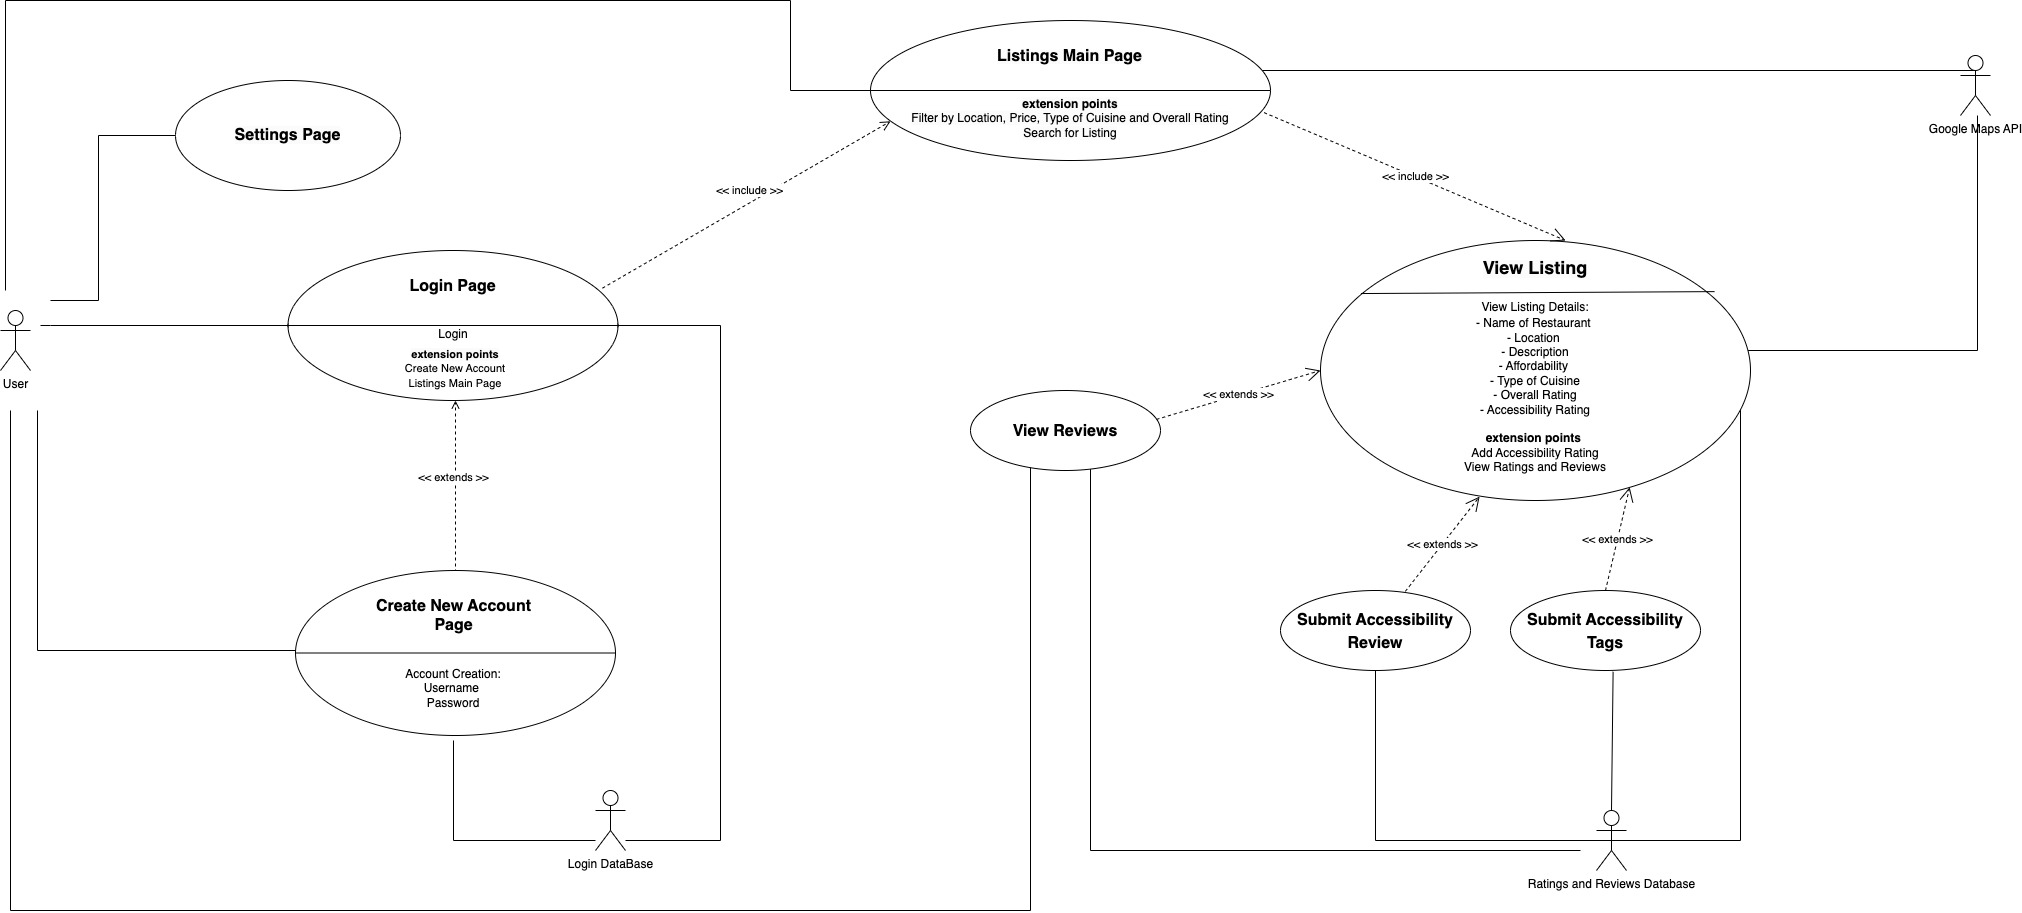 Listings Main Page
extension points
Filter by Location, Price, Type of Cuisine and Overall Rating
Search for Listing
Google Maps API
Settings Page
<< include >>
<< include >>
Login Page
Login
extension points
Create New Account
Listings Main Page
User
View Listing
View Listing Details:
- Name of Restaurant
- Location
- Description
- Affordability
- Type of Cuisine
- Overall Rating
- Accessibility Rating
extension points
Add Accessibility Rating
View Ratings and Reviews
<< extends >>
View Reviews
<< extends >>
<< extends >>
<< extends >>
Create New Account
Page
Account Creation:
Username
Password
Submit Accessibility
Review
Submit Accessibility
Tags
Login DataBase
Ratings and Reviews Database